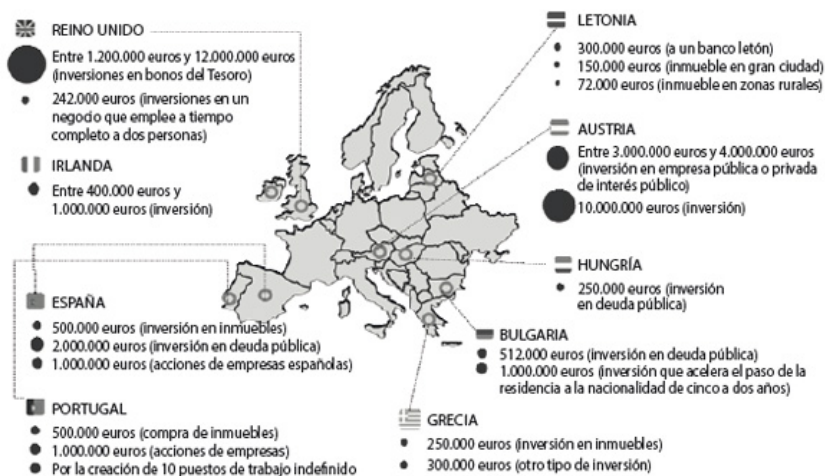 REINO UNIDO
Entre 1.200.000 euros y 12.000.000 euros
(inversiones en bonos del Tesoro)
242.000 euros (inversiones en un
negocio que emplee a tiempo
completo a dos personas)
IRLANDA
Entre 400.000 euros y
1.000.000 euros (inversión)
ESPAÑA
500.000 euros (inversión en inmuebles)
2.000.000 euros (inversión en deuda pública)
1.000.000 euros (acciones de empresas españolas)
PORTUGAL
500.000 euros (compra de inmuebles)
1.000.000 euros (acciones de empresas)
Por la creación de 10 puestos de trabajo indefinido
LETONIA
300.000 euros (a un banco letón)
150.000 euros (inmueble en gran ciudad)
72.000 euros (inmueble en zonas rurales)
AUSTRIA
Entre 3.000.000 euros y 4.000.000 euros
(inversión en empresa pública o privada
de interés público)
10.000.000 euros (inversión)
HUNGRÍA
250.000 euros (inversión
en deuda pública)
BULGARIA
512.000 euros (inversión en deuda pública)
1.000.000 euros (inversión que acelera el paso de la
residencia a la nacionalidad de cinco a dos años)
GRECIA
250.000 euros (inversión en inmuebles)
300.000 euros (otro tipo de inversión)